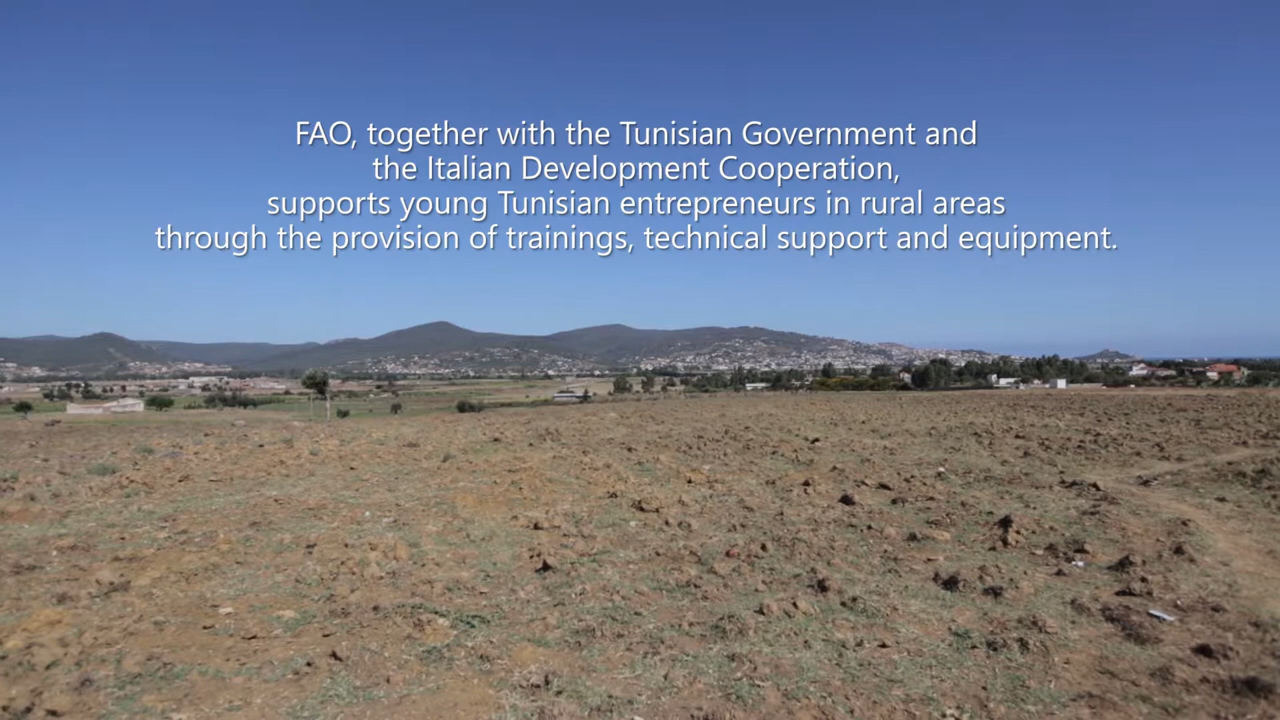 FAO, together with the Tunisian Government and
the Italian Development Cooperation,
supports young Tunisian entrepreneurs in rural areas
through the provision of trainings, technical support and equipment.